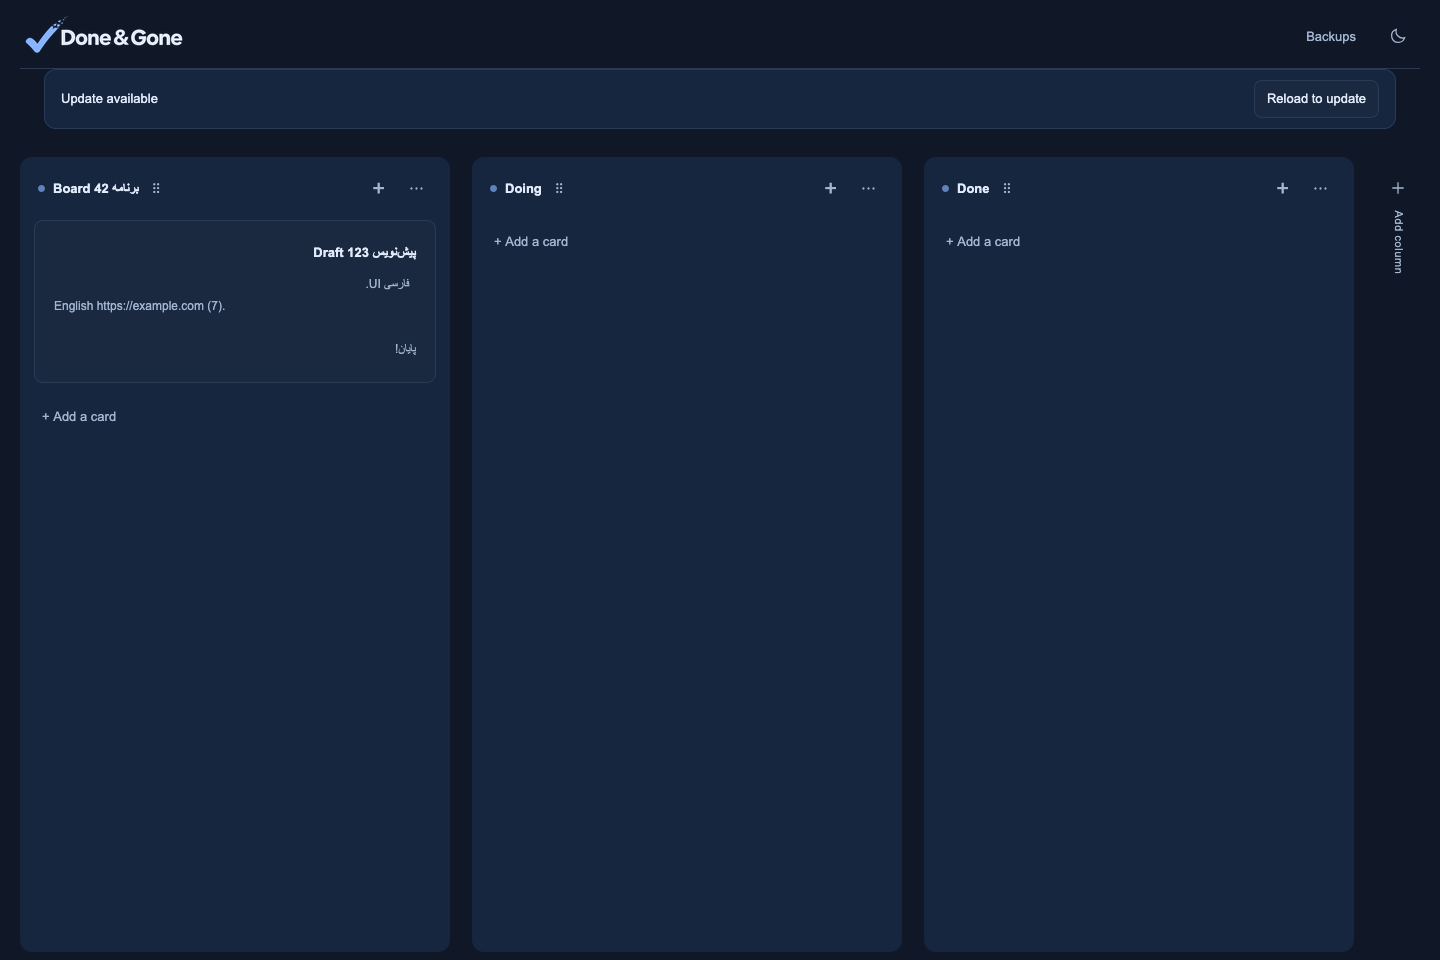 Done & Gone
Backups
Update available
Reload to update
برنامه Board 42
پیش‌نویس Draft 123
فارسی UI.
English https://example.com (7).
پایان!
+ Add a card
Doing
+ Add a card
Done
+ Add a card
Add column